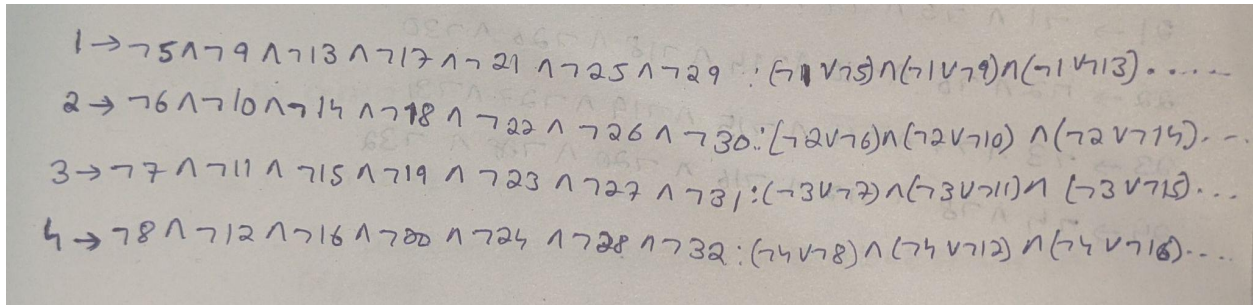 1 → ¬5 ∧ ¬9 ∧ ¬13 ∧ ¬17 ∧ ¬21 ∧ ¬25 ∧ ¬29 : (¬1 ∨ ¬5) ∧ (¬1 ∨ ¬9) ∧ (¬1 ∨ ¬13) . . . . . .
2 → ¬6 ∧ ¬10 ∧ ¬14 ∧ ¬18 ∧ ¬22 ∧ ¬26 ∧ ¬30 : (¬2 ∨ ¬6) ∧ (¬2 ∨ ¬10) ∧ (¬2 ∨ ¬14) . . .
3 → ¬7 ∧ ¬11 ∧ ¬15 ∧ ¬19 ∧ ¬23 ∧ ¬27 ∧ ¬31 : (¬3 ∨ ¬7) ∧ (¬3 ∨ ¬11) ∧ (¬3 ∨ ¬15) . . .
4 → ¬8 ∧ ¬12 ∧ ¬16 ∧ ¬20 ∧ ¬24 ∧ ¬28 ∧ ¬32 : (¬4 ∨ ¬8) ∧ (¬4 ∨ ¬12) ∧ (¬4 ∨ ¬16) . . . .